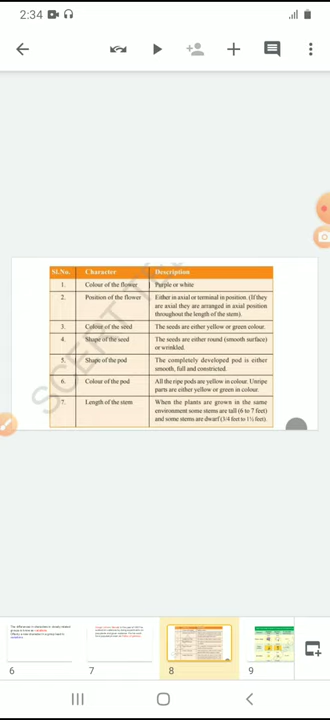 2:34
SCERT
Sl.No. Character Description
1. Colour of the flower Purple or white
2. Position of the flower Either in axial or terminal in position. (If they
are axial they are arranged in axial position
throughout the length of the stem).
3. Colour of the seed The seeds are either yellow or green colour.
4. Shape of the seed The seeds are either round (smooth surface)
or wrinkled.
5. Shape of the pod The completely developed pod is either
smooth, full and constricted.
6. Colour of the pod All the ripe pods are yellow in colour. Unripe
parts are either yellow or green in colour.
7. Length of the stem When the plants are grown in the same
environment some stems are tall (6 to 7 feet)
and some stems are dwarf (3/4 feet to 1½ feet).
6
7
8
9